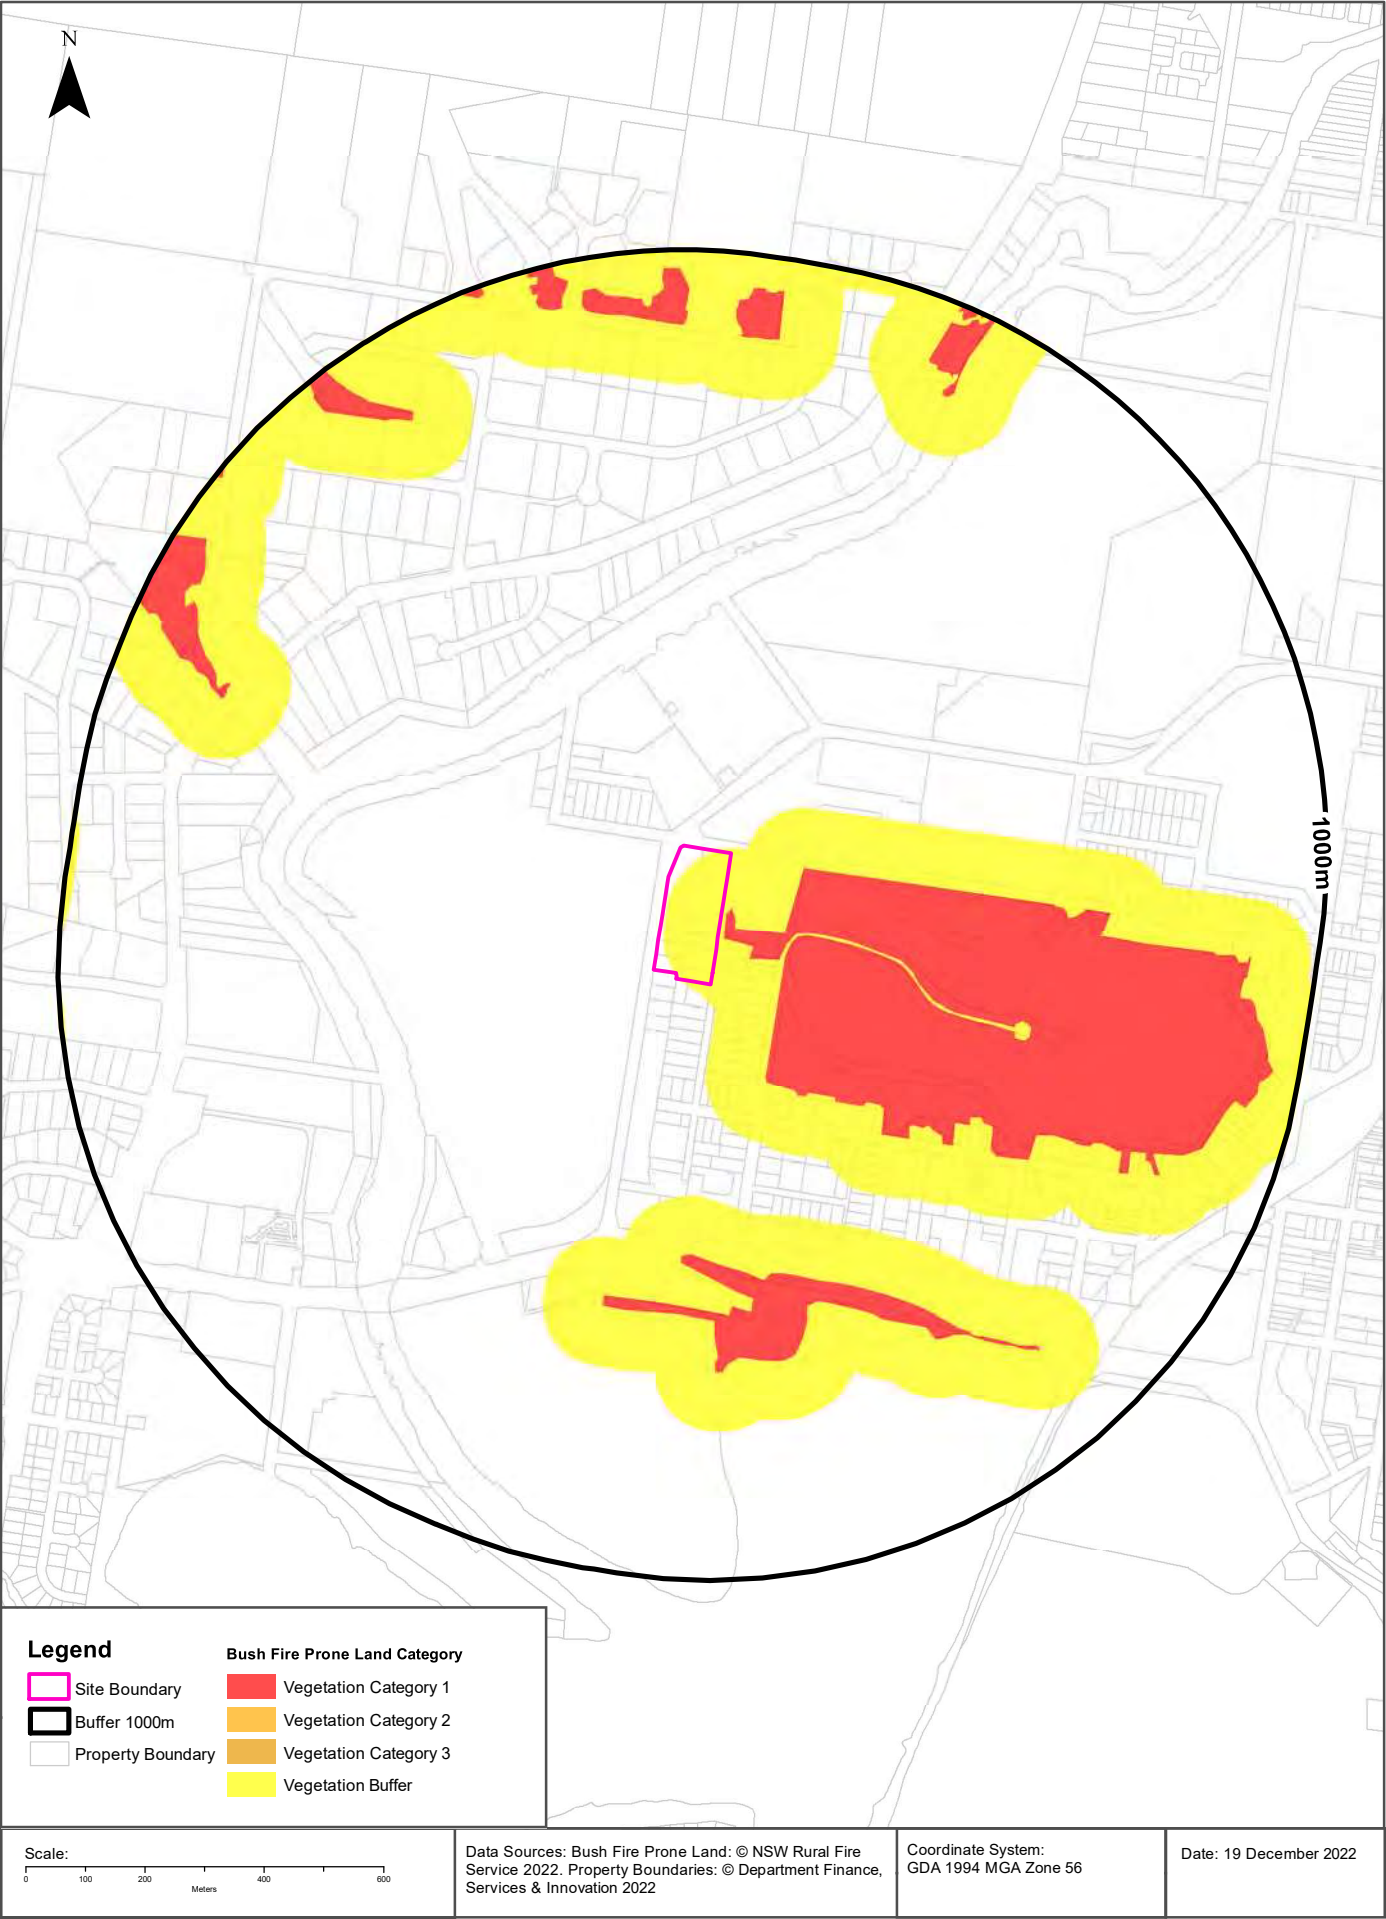 N
1000m
Legend
Site Boundary
Buffer 1000m
Property Boundary
Bush Fire Prone Land Category
Vegetation Category 1
Vegetation Category 2
Vegetation Category 3
Vegetation Buffer
Scale:
0 100 200 400 600
Meters
Data Sources: Bush Fire Prone Land: © NSW Rural Fire
Service 2022. Property Boundaries: © Department Finance,
Services & Innovation 2022
Coordinate System:
GDA 1994 MGA Zone 56
Date: 19 December 2022